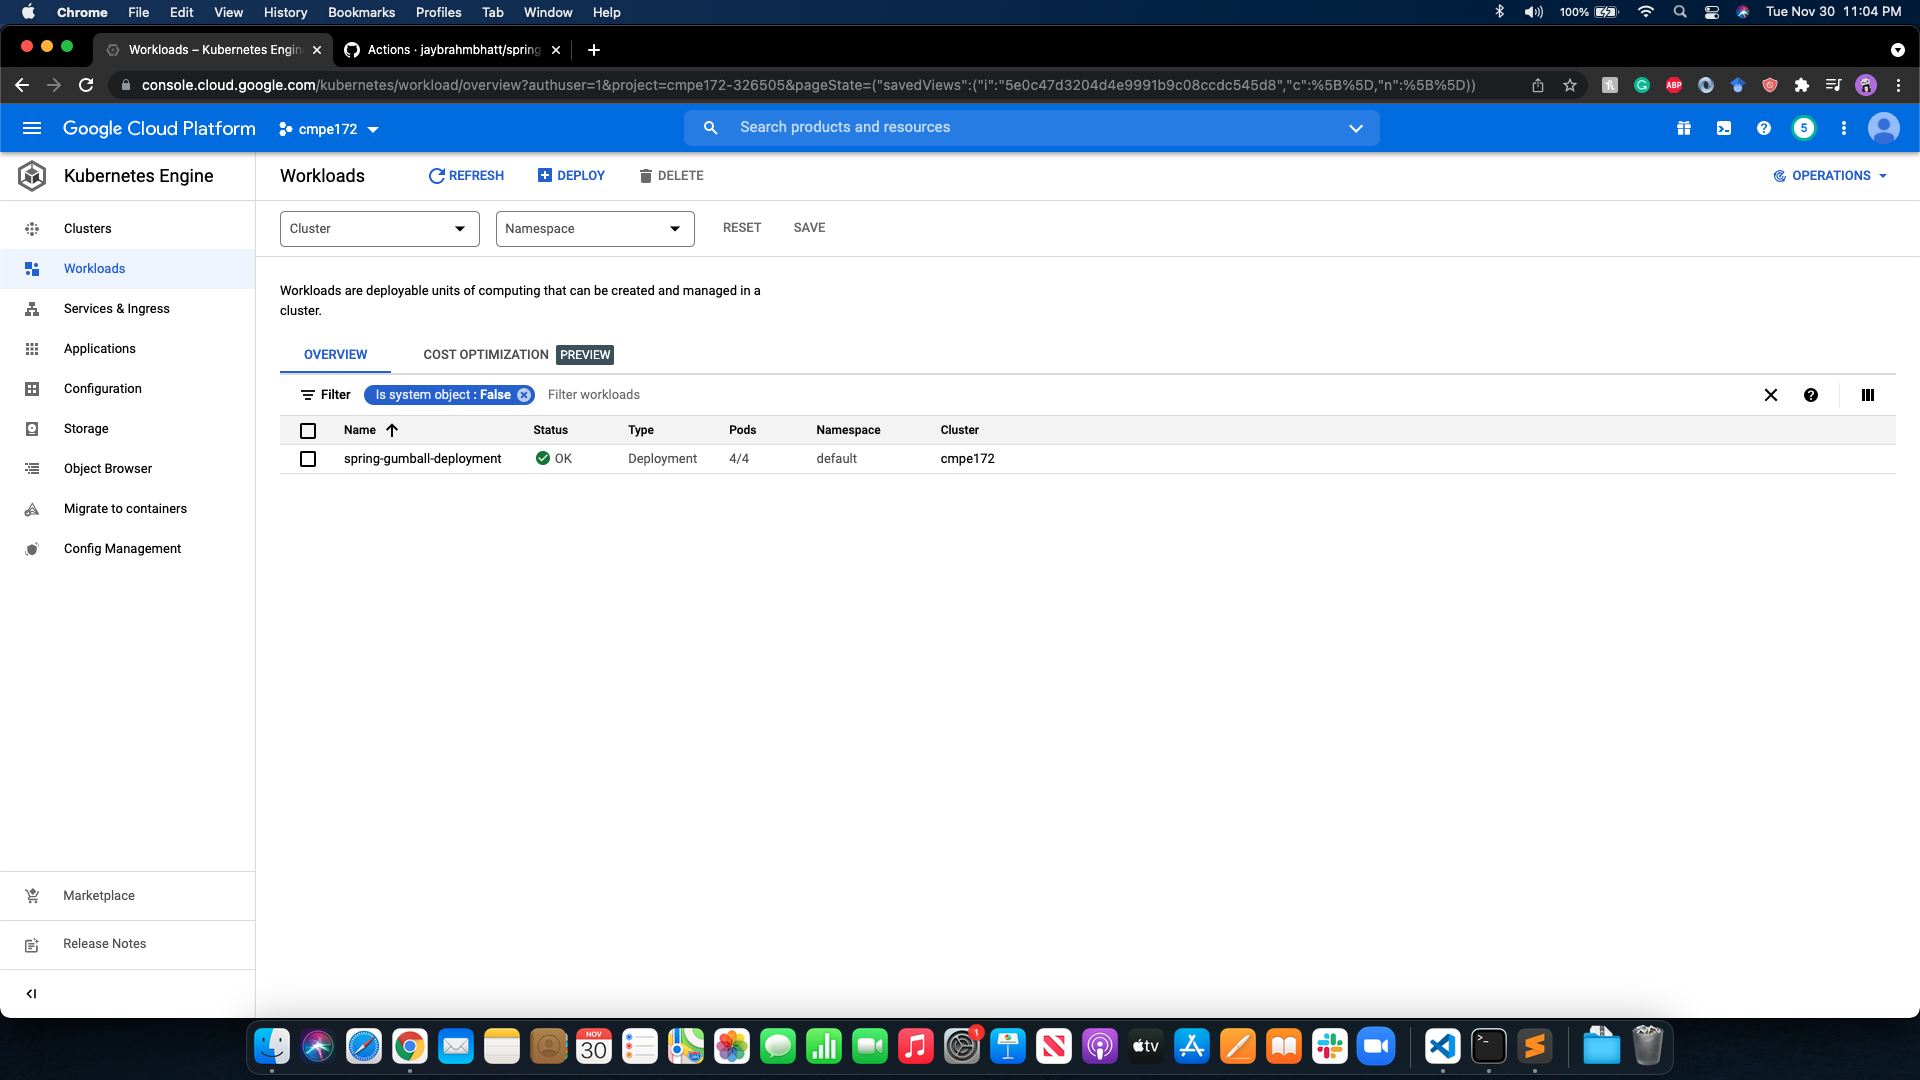 Chrome File Edit View History Bookmarks Profiles Tab Window Help 100% Tue Nov 30 11:04 PM
Workloads – Kubernetes Engin Actions · jaybrahmbhatt/spring
console.cloud.google.com/kubernetes/workload/overview?authuser=1&project=cmpe172-326505&pageState=("savedViews":("i":"5e0c47d3204d4e9991b9c08ccdc545d8","c":%5B%5D,"n":%5B%5D))
ABP
Google Cloud Platform cmpe172 Search products and resources 5
Kubernetes Engine
Workloads REFRESH DEPLOY DELETE OPERATIONS
Clusters
Workloads
Services & Ingress
Applications
Configuration
Storage
Object Browser
Migrate to containers
Config Management
Marketplace
Release Notes
Cluster Namespace RESET SAVE
Workloads are deployable units of computing that can be created and managed in a
cluster.
OVERVIEW COST OPTIMIZATION PREVIEW
Filter Is system object : False Filter workloads
Name Status Type Pods Namespace Cluster
spring-gumball-deployment OK Deployment 4/4 default cmpe172
NOV
30
1
tv